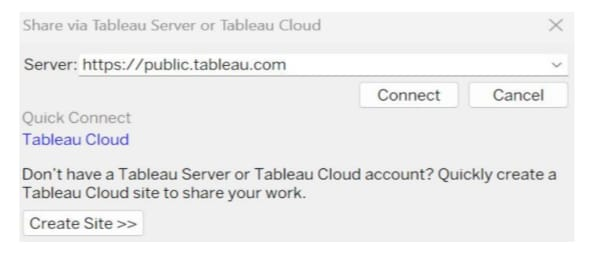 Share via Tableau Server or Tableau Cloud
Server: https://public.tableau.com
Connect Cancel
Quick Connect
Tableau Cloud
Don't have a Tableau Server or Tableau Cloud account? Quickly create a
Tableau Cloud site to share your work.
Create Site >>